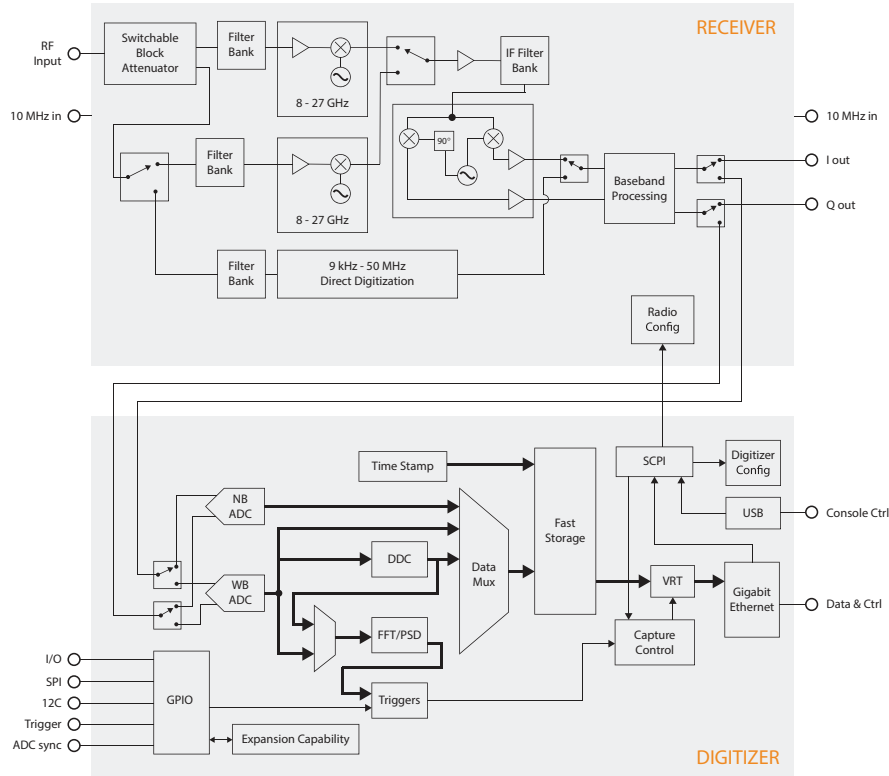 RECEIVER
RF
Input
Switchable
Block
Attenuator
Filter
Bank
8 - 27 GHz
IF Filter
Bank
10 MHz in
10 MHz in
90°
I out
Filter
Bank
8 - 27 GHz
Baseband
Processing
Q out
Filter
Bank
9 kHz - 50 MHz
Direct Digitization
Radio
Config
Time Stamp
SCPI
Digitizer
Config
NB
ADC
Fast
Storage
USB
Console Ctrl
DDC
Data
Mux
WB
ADC
VRT
Gigabit
Ethernet
Data & Ctrl
FFT/PSD
Capture
Control
I/O
SPI
12C
Trigger
ADC sync
GPIO
Triggers
Expansion Capability
DIGITIZER